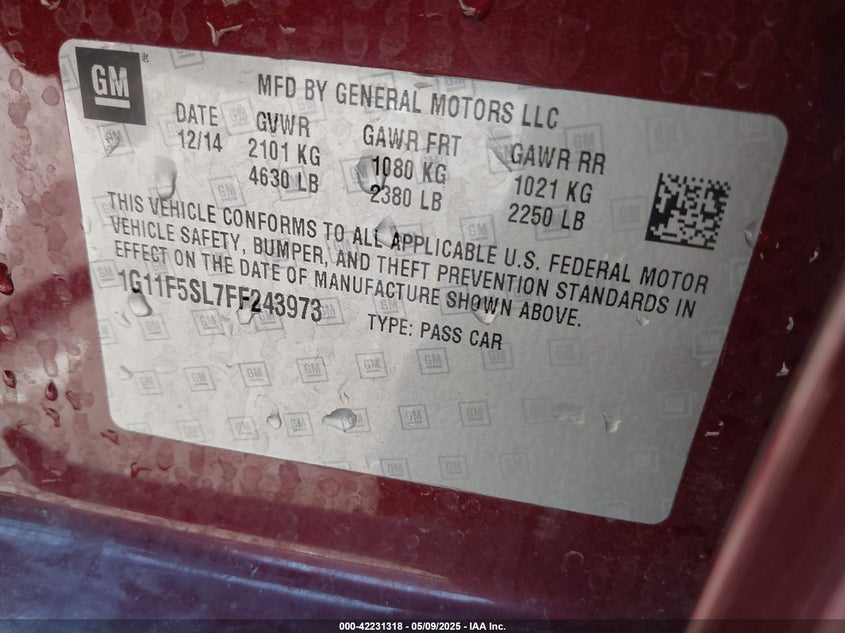 GM
MFD BY GENERAL MOTORS LLC
DATE GVWR GAWR FRT GAWR RR
12/14 2101 KG 1080 KG 1021 KG
4630 LB 2380 LB 2250 LB
THIS VEHICLE CONFORMS TO ALL APPLICABLE U.S. FEDERAL MOTOR
VEHICLE SAFETY, BUMPER, AND THEFT PREVENTION STANDARDS IN
EFFECT ON THE DATE OF MANUFACTURE SHOWN ABOVE.
1G11F5SL7FF243973 TYPE: PASS CAR
000-42231318 - 05/09/2025 - IAA Inc.